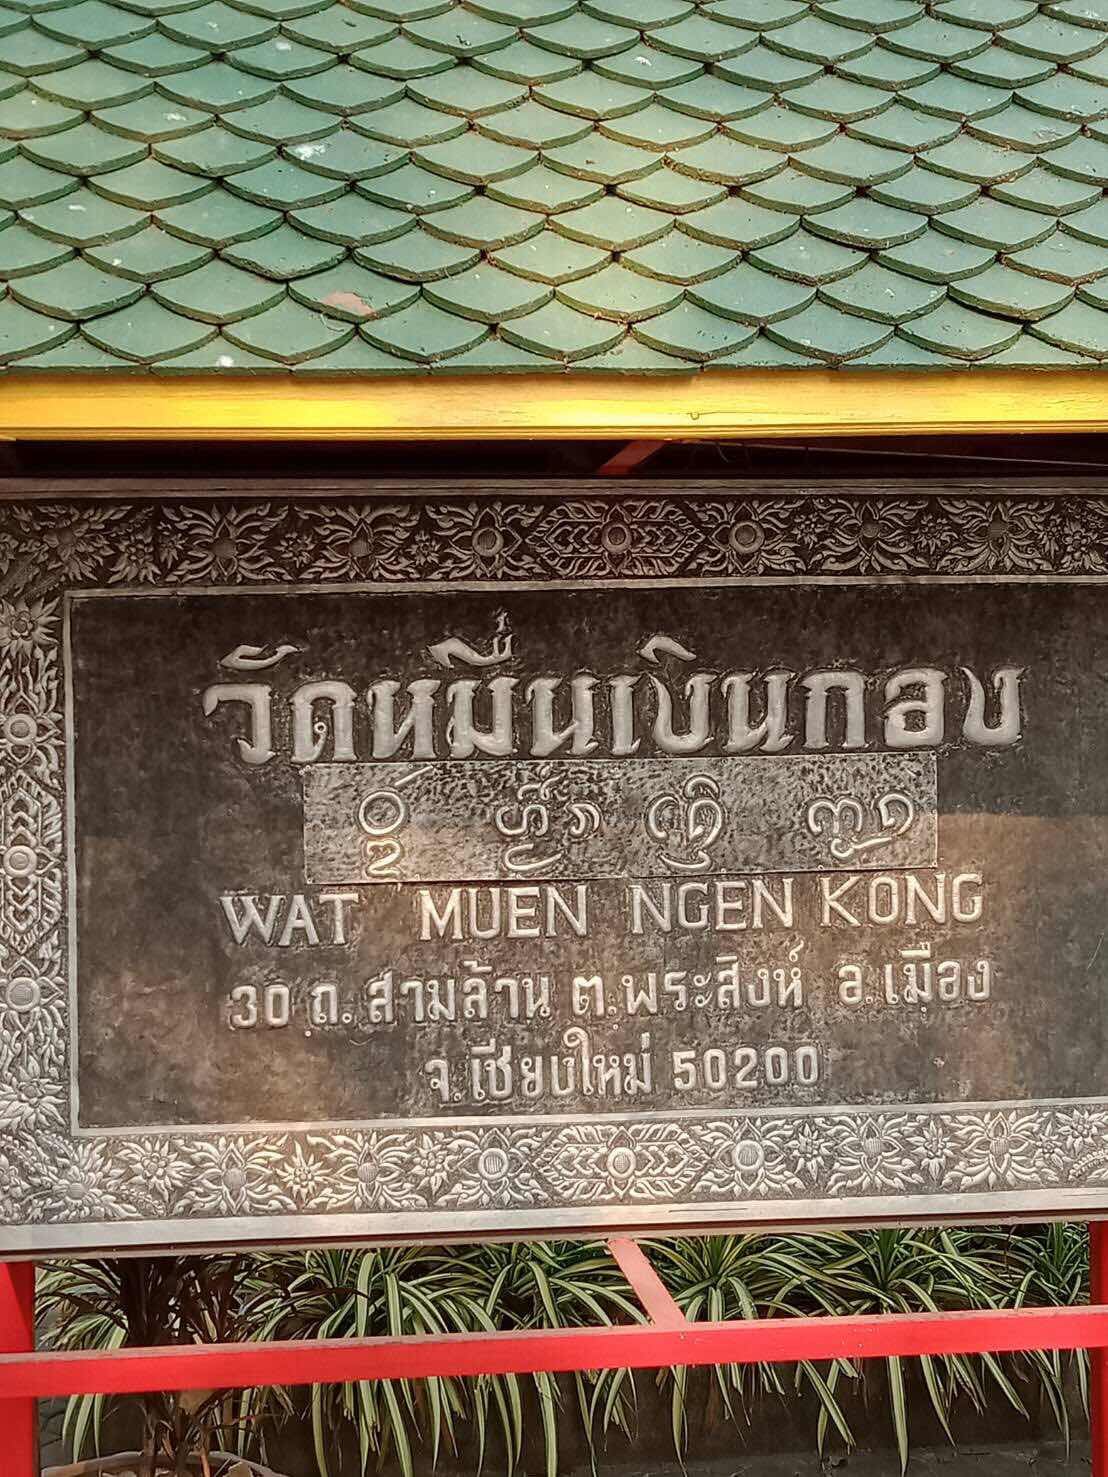 วัดหมื่นเงินกอง
WAT MUEN NGEN KONG
30 ถ.สามล้าน ต.พระสิงห์ อ.เมือง
จ.เชียงใหม่ 50200